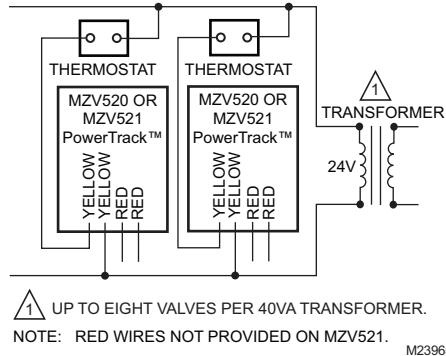 THERMOSTAT THERMOSTAT
1
TRANSFORMER
MZV520 OR
MZV521
PowerTrack™
MZV520 OR
MZV521
PowerTrack™
24V
YELLOW
YELLOW
RED
RED
YELLOW
YELLOW
RED
RED
1 UP TO EIGHT VALVES PER 40VA TRANSFORMER.
NOTE: RED WIRES NOT PROVIDED ON MZV521.
M2396